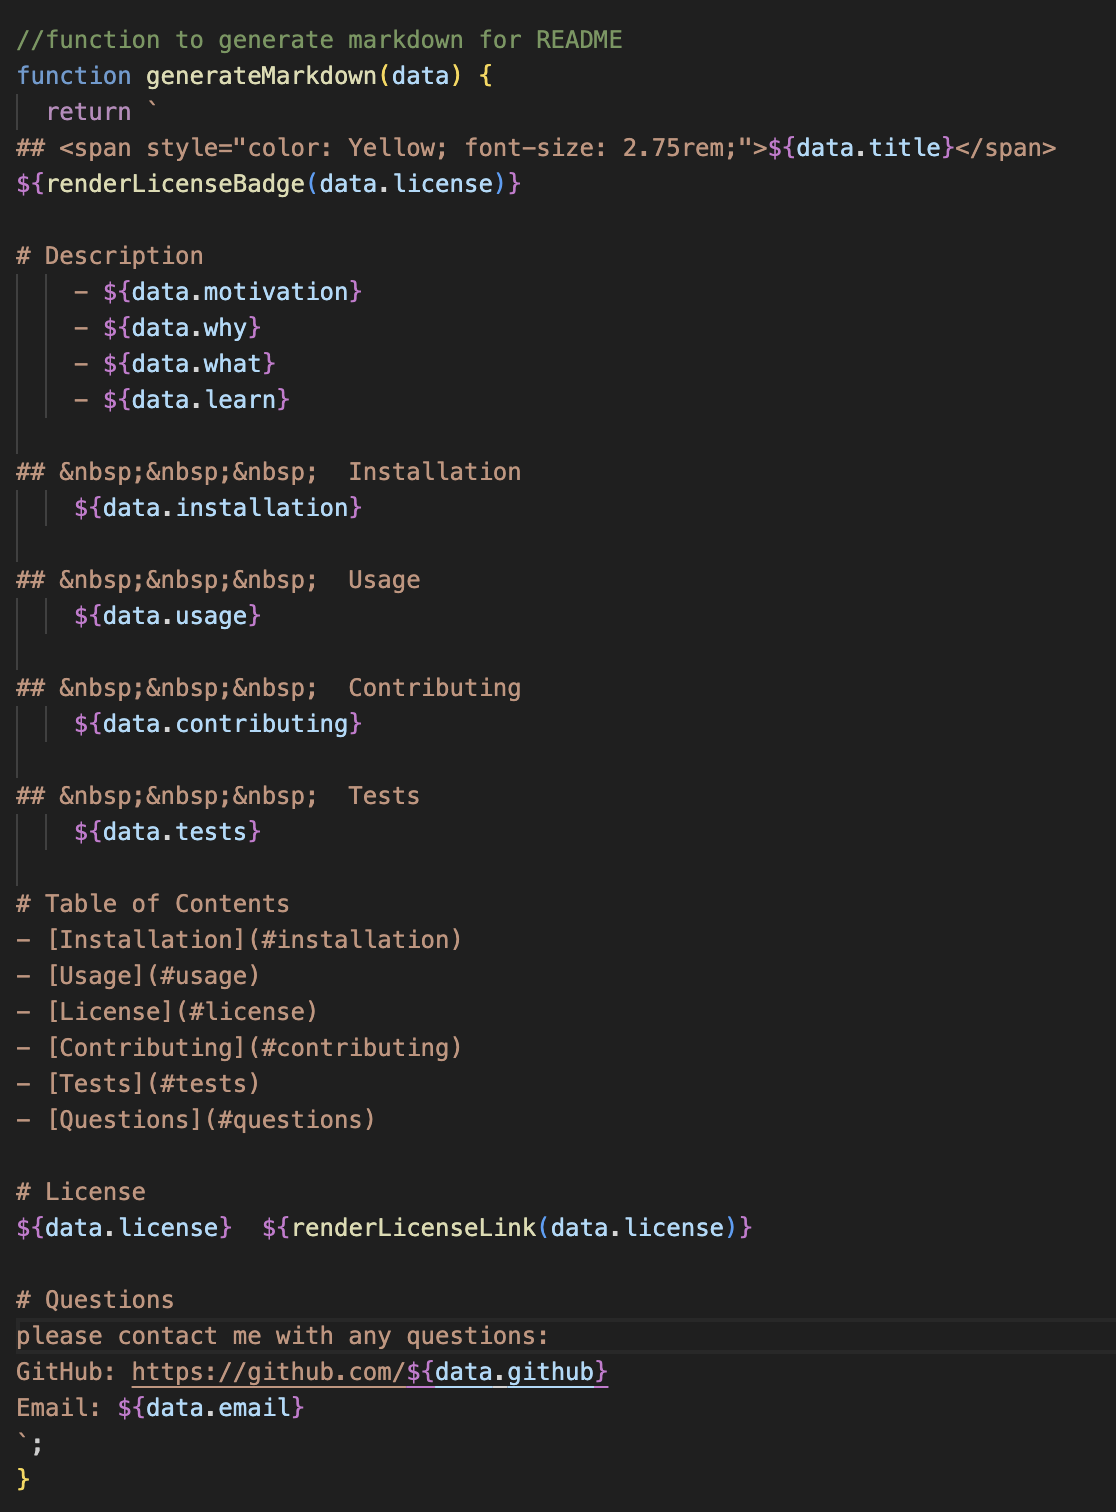 //function to generate markdown for README
function generateMarkdown(data) {
  return `
## <span style="color: Yellow; font-size: 2.75rem;">${data.title}</span>
${renderLicenseBadge(data.license)}

# Description
    - ${data.motivation}
    - ${data.why}
    - ${data.what}
    - ${data.learn}

## &nbsp;&nbsp;&nbsp;  Installation
    ${data.installation}

## &nbsp;&nbsp;&nbsp;  Usage
    ${data.usage}

## &nbsp;&nbsp;&nbsp;  Contributing
    ${data.contributing}

## &nbsp;&nbsp;&nbsp;  Tests
    ${data.tests}

# Table of Contents
- [Installation](#installation)
- [Usage](#usage)
- [License](#license)
- [Contributing](#contributing)
- [Tests](#tests)
- [Questions](#questions)

# License
${data.license}  ${renderLicenseLink(data.license)}

# Questions
please contact me with any questions:
GitHub: https://github.com/${data.github}
Email: ${data.email}
`;
}